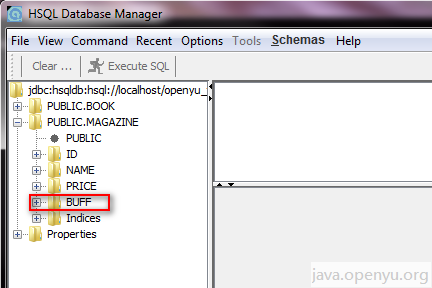 HSQL Database Manager
File View Command Recent Options Tools Schemas Help
Clear ... Execute SQL
jdbc:hsqldb:hsql://localhost/openyu_
PUBLIC.BOOK
PUBLIC.MAGAZINE
PUBLIC
ID
NAME
PRICE
BUFF
Indices
Properties
java.openyu.org